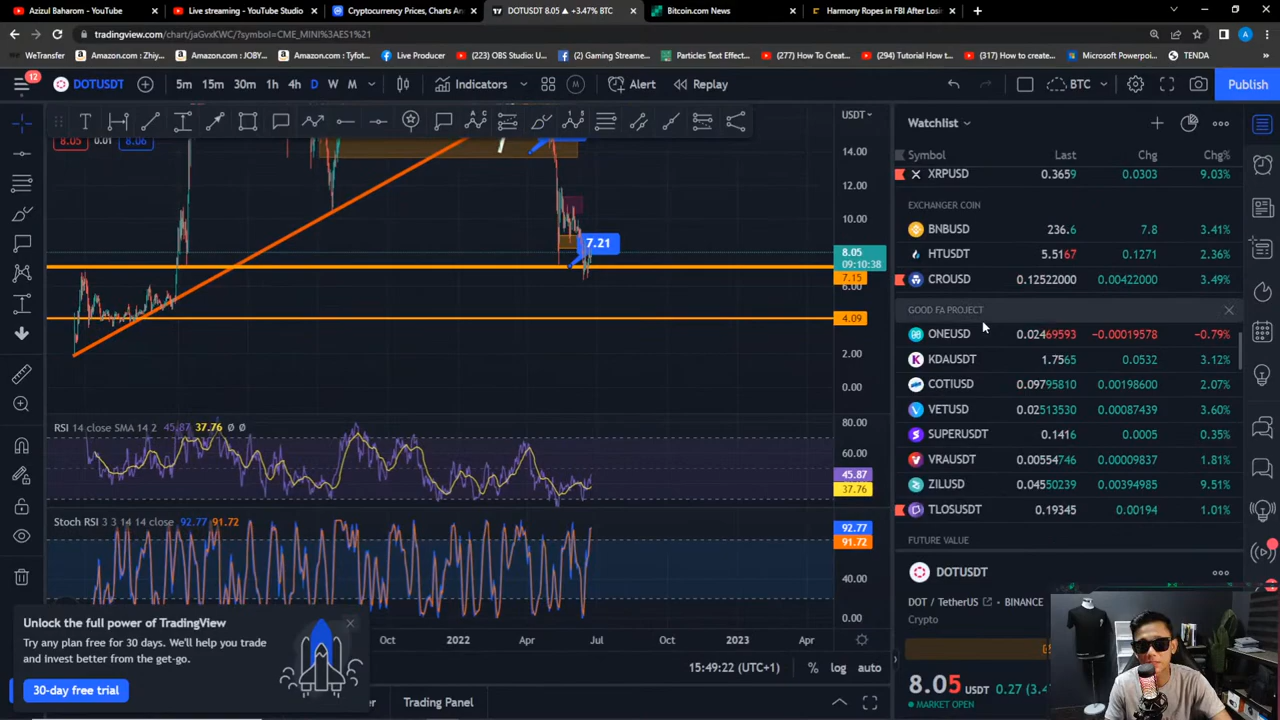 Azizul Baharom - YouTube
Live streaming - YouTube Studio
Cryptocurrency Prices, Charts An
DOTUSDT 8.05 ▲ +3.47% BTC
Bitcoin.com News
Harmony Ropes in FBI After Losi
tradingview.com/chart/jaGvxKWC/?symbol=CME_MINI%3AES1%21
WeTransfer
Amazon.com : Zhiy...
Amazon.com: JOBY...
Amazon.com: Tyfot...
Live Producer
(223) OBS Studio: U...
(2) Gaming Streame...
Particles Text Effect...
(277) How To Creat...
(294) Tutorial How t...
(317) How to creat...
Microsoft Powerpoi...
TENDA
12
DOTUSDT
5m 15m 30m 1h 4h D W M
Indicators
Alert
Replay
BTC
Publish
8.05 0.01 8.06
USDT
14.00
12.00
10.00
8.05
09:10:38
7.15
6.00
4.09
2.00
0.00
7.21
RSI 14 close SMA 14 2 45.87 37.76 Ø Ø
80.00
60.00
45.87
37.76
Stoch RSI 3 3 14 14 close 92.77 91.72
92.77
91.72
40.00
0.00
Oct 2022 Apr Jul Oct 2023 Apr
15:49:22 (UTC+1)
% log auto
Trading Panel
Unlock the full power of TradingView
Try any plan free for 30 days. We'll help you trade
and invest better from the get-go.
30-day free trial
Watchlist
Symbol Last Chg Chg%
XRPUSD 0.3659 0.0303 9.03%
EXCHANGER COIN
BNBUSD 236.6 7.8 3.41%
HTUSDT 5.5167 0.1271 2.36%
CROUSD 0.12522000 0.00422000 3.49%
GOOD FA PROJECT
ONEUSD 0.02469593 −0.00019578 −0.79%
KDAUSDT 1.7565 0.0532 3.12%
COTIUSD 0.09795810 0.00198600 2.07%
VETUSD 0.02513530 0.00087439 3.60%
SUPERUSDT 0.1416 0.0005 0.35%
VRAUSDT 0.00554746 0.00009837 1.81%
ZILUSD 0.04550239 0.00394985 9.51%
TLOSUSDT 0.19345 0.00194 1.01%
FUTURE VALUE
DOTUSDT
DOT / TetherUS BINANCE
Crypto
8.05 USDT 0.27 (3.4
MARKET OPEN